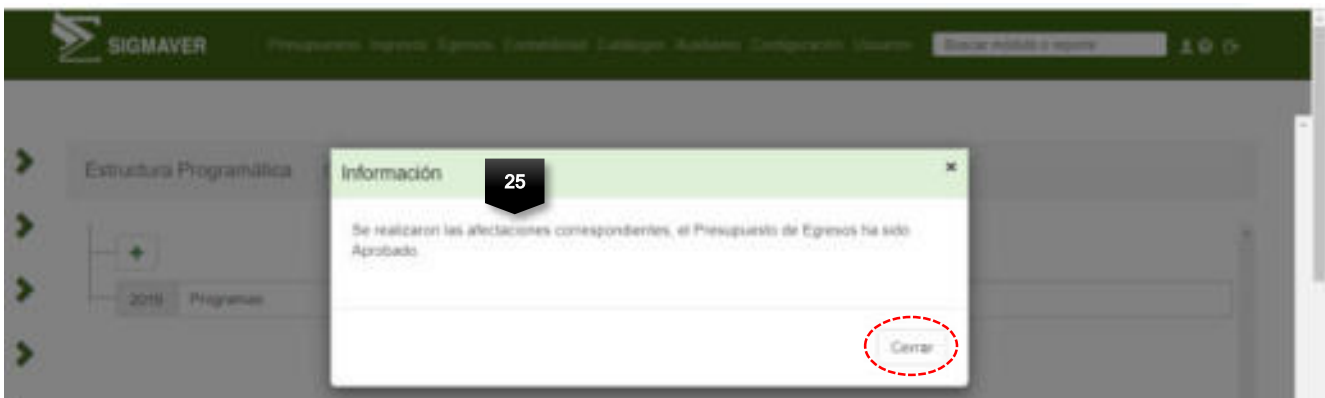 SIGMAVER
Presupuestos Ingresos Egresos Contabilidad Catálogos Auxiliares Configuración Usuarios
Buscar módulo o reporte
Estructura Programática
Información
×
25
Se realizaron las afectaciones correspondientes, el Presupuesto de Egresos ha sido
Aprobado.
+
Programas
Cerrar